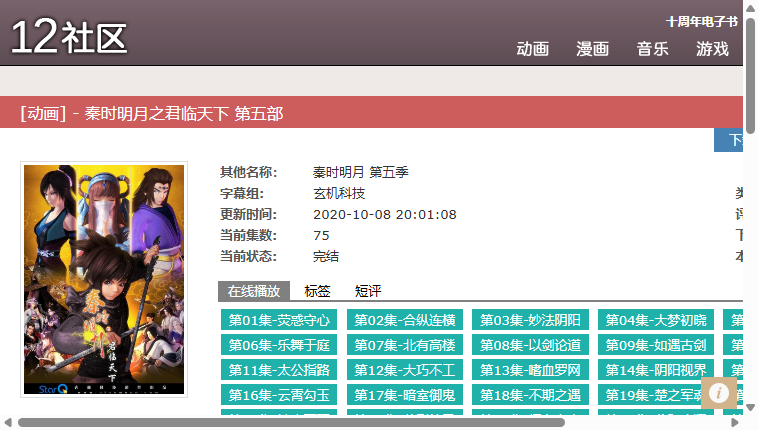 12社区
十周年电子书
动画 漫画 音乐 游戏
[动画] - 秦时明月之君临天下 第五部
其他名称： 秦时明月 第五季
字幕组： 玄机科技
更新时间： 2020-10-08 20:01:08
当前集数： 75
当前状态： 完结
秦时明月
君临天下
StarQ
在线播放 标签 短评
第01集-荧惑守心 第02集-合纵连横 第03集-妙法阴阳 第04集-大梦初晓
第06集-乐舞于庭 第07集-北有高楼 第08集-以剑论道 第09集-如遇古剑
第11集-太公指路 第12集-大巧不工 第13集-嗜血罗网 第14集-阴阳视界
第16集-云霄勾玉 第17集-暗室御鬼 第18集-不期之遇 第19集-楚之军魂